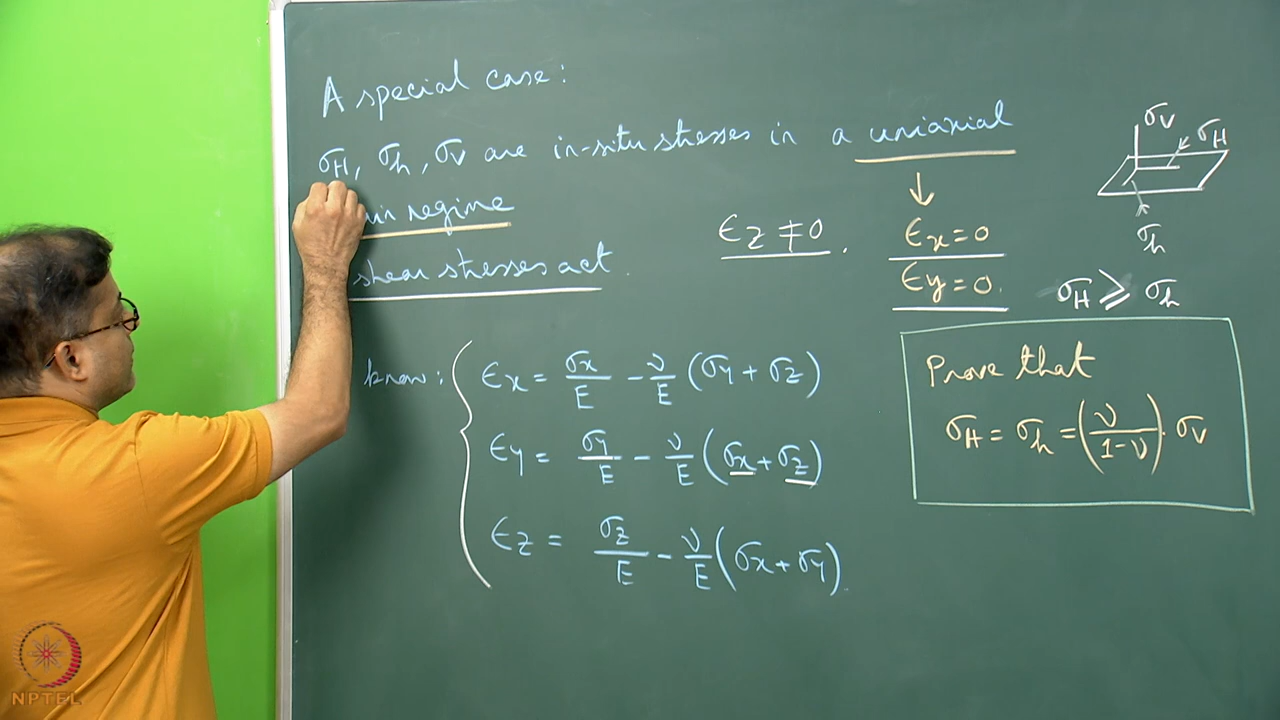 A special case:
σH, σh, σv are in-situ stresses in a uniaxial
regime
shear stresses act.
know:
εx = σx/E - ν/E (σy + σz)
εy = σy/E - ν/E (σx + σz)
εz = σz/E - ν/E (σx + σy).
εz ≠ 0.
↓
εx = 0
εy = 0.
σv
σH
σh
σH ⩾ σh
Prove that
σH = σh = (ν/1-ν) · σv
NPTEL